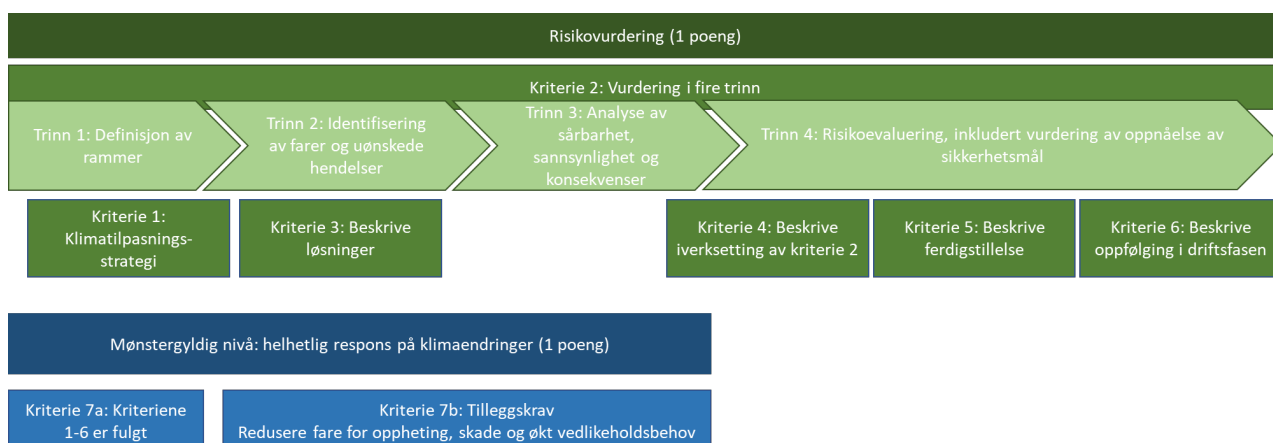 Risikovurdering (1 poeng)
Kriterie 2: Vurdering i fire trinn
Trinn 1: Definisjon av
rammer
Trinn 2: Identifisering
av farer og uønskede
hendelser
Trinn 3: Analyse av
sårbarhet,
sannsynlighet og
konsekvenser
Trinn 4: Risikoevaluering, inkludert vurdering av oppnåelse av
sikkerhetsmål
Kriterie 1:
Klimatilpasnings-
strategi
Kriterie 3: Beskrive
løsninger
Kriterie 4: Beskrive
iverksetting av kriterie 2
Kriterie 5: Beskrive
ferdigstillelse
Kriterie 6: Beskrive
oppfølging i driftsfasen
Mønstergyldig nivå: helhetlig respons på klimaendringer (1 poeng)
Kriterie 7a: Kriteriene
1-6 er fulgt
Kriterie 7b: Tilleggskrav
Redusere fare for oppheting, skade og økt vedlikeholdsbehov